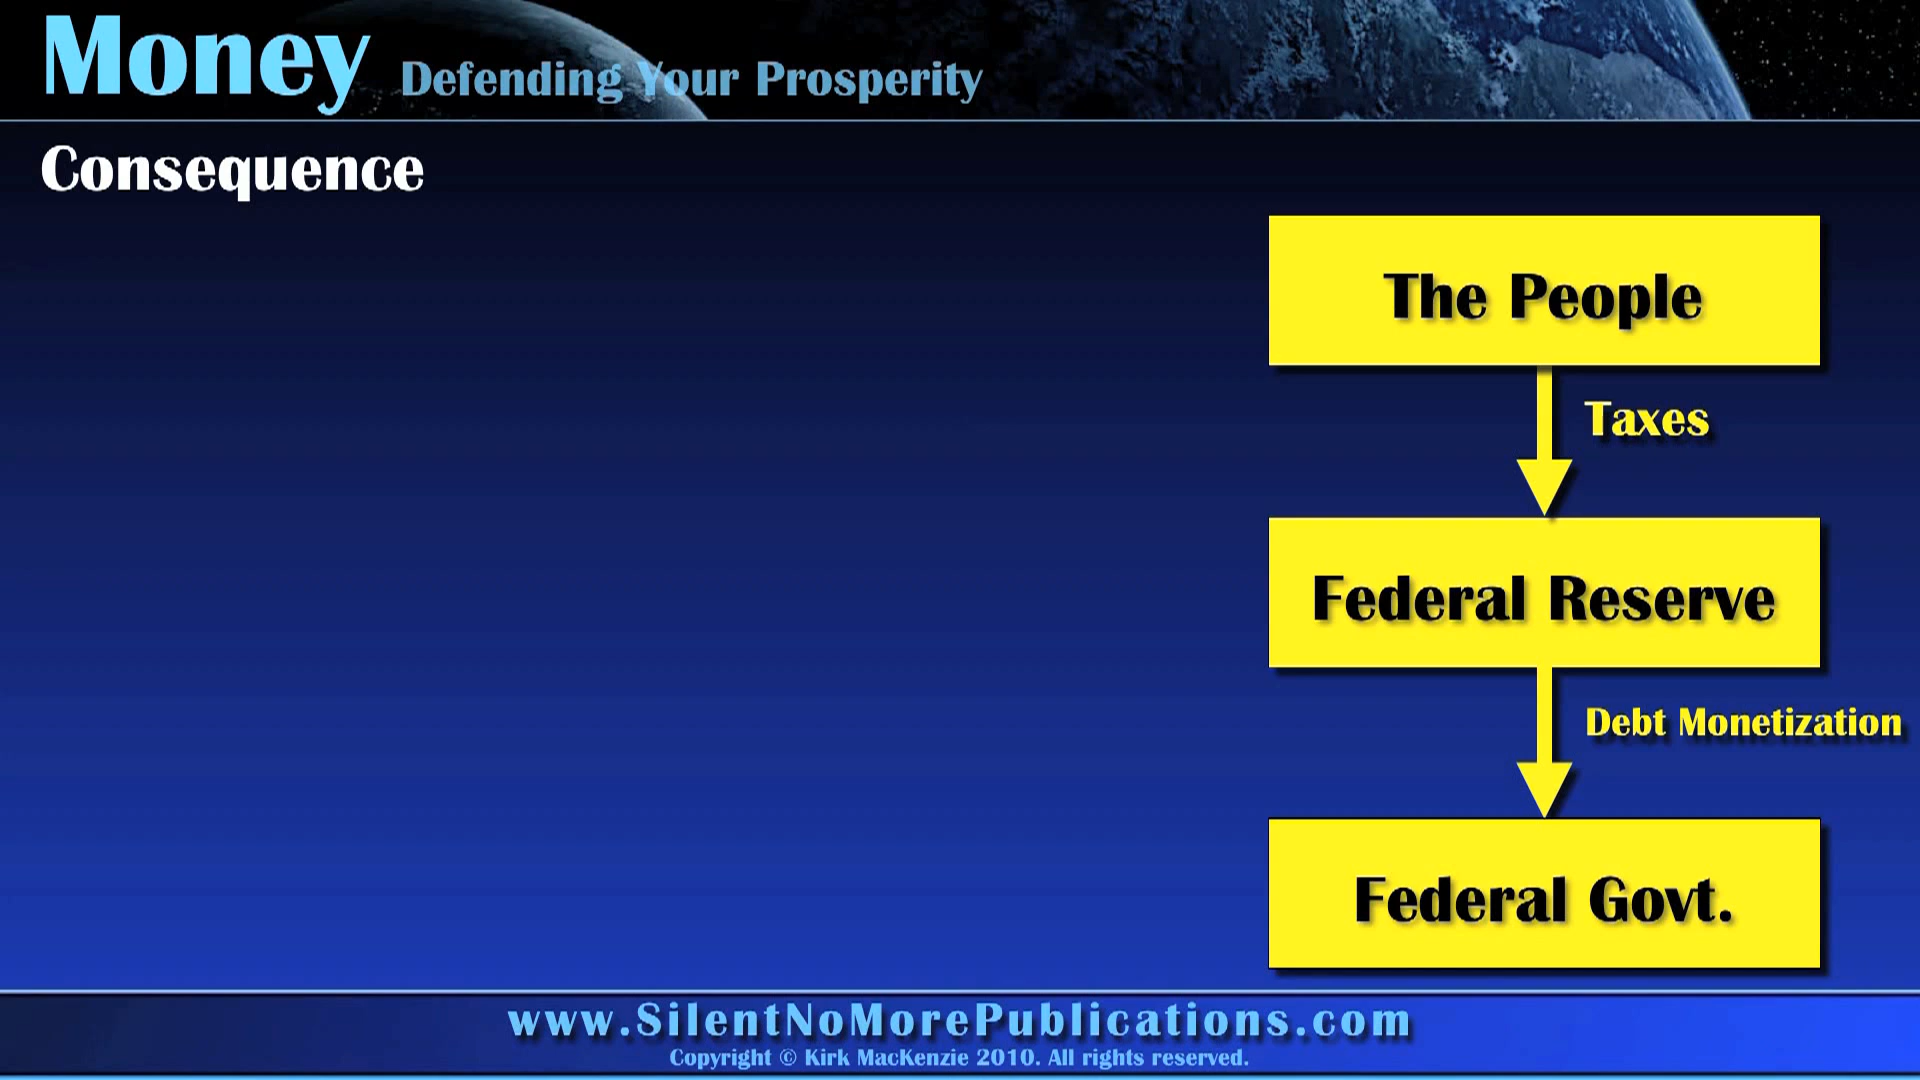 Money Defending Your Prosperity
Consequence
The People
Taxes
Federal Reserve
Debt Monetization
Federal Govt.
www.SilentNoMorePublications.com
Copyright © Kirk MacKenzie 2010. All rights reserved.